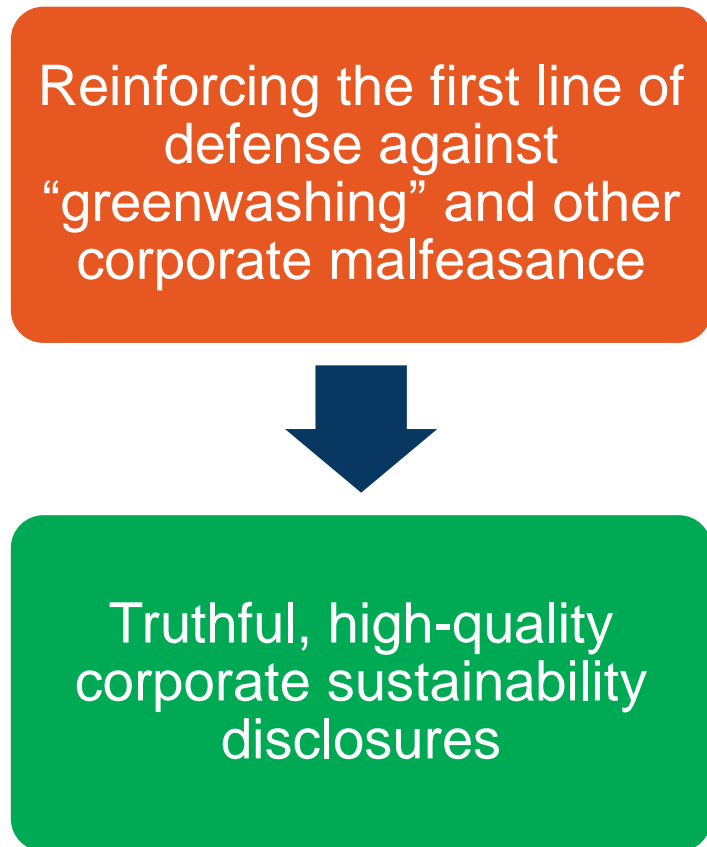 Reinforcing the first line of
defense against
“greenwashing” and other
corporate malfeasance
Truthful, high-quality
corporate sustainability
disclosures